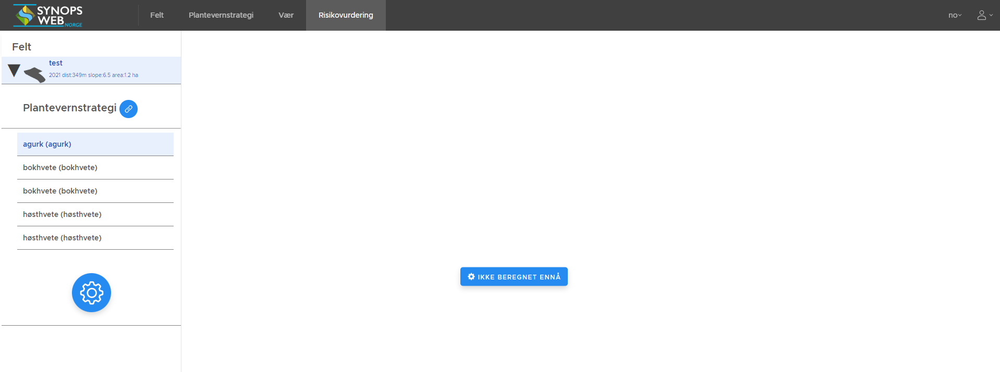 SYNOPS
WEB NORGE
Felt
Plantevernstrategi
Vær
Risikovurdering
no
Felt
test
2021 dist:349m slope:6.5 area:1.2 ha
Plantevernstrategi
agurk (agurk)
bokhvete (bokhvete)
bokhvete (bokhvete)
høsthvete (høsthvete)
høsthvete (høsthvete)
IKKE BEREGNET ENNÅ